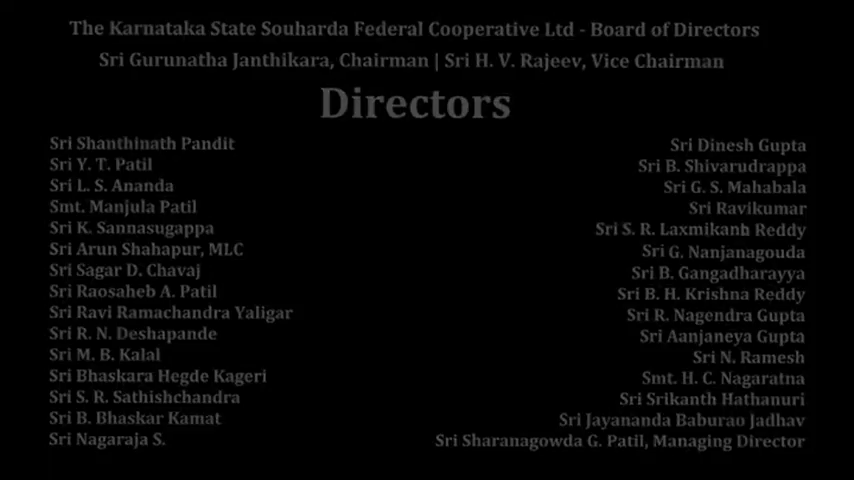 The Karnataka State Souharda Federal Cooperative Ltd - Board of Directors
Sri Gurunatha Janthikara, Chairman | Sri H. V. Rajeev, Vice Chairman
Directors
Sri Shanthinath Pandit
Sri Y. T. Patil
Sri L. S. Ananda
Smt. Manjula Patil
Sri K. Sannasugappa
Sri Arun Shahapur, MLC
Sri Sagar D. Chavaj
Sri Raosaheb A. Patil
Sri Ravi Ramachandra Yaligar
Sri R. N. Deshapande
Sri M. B. Kalal
Sri Bhaskara Hegde Kageri
Sri S. R. Sathishchandra
Sri B. Bhaskar Kamat
Sri Nagaraja S.
Sri Dinesh Gupta
Sri B. Shivarudrappa
Sri G. S. Mahabala
Sri Ravikumar
Sri S. R. Laxmikanh Reddy
Sri G. Nanjanagouda
Sri B. Gangadharayya
Sri B. H. Krishna Reddy
Sri R. Nagendra Gupta
Sri Aanjaneya Gupta
Sri N. Ramesh
Smt. H. C. Nagaratna
Sri Srikanth Hathanuri
Sri Jayananda Baburao Jadhav
Sri Sharanagowda G. Patil, Managing Director